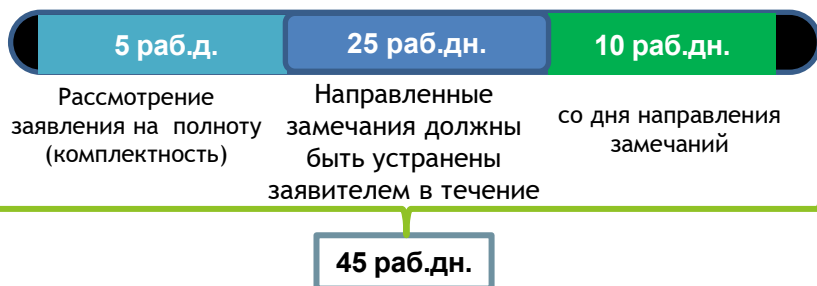 5 раб.д.
25 раб.дн.
10 раб.дн.
Рассмотрение
заявления на полноту
(комплектность)
Направленные
замечания должны
быть устранены
заявителем в течение
со дня направления
замечаний
45 раб.дн.